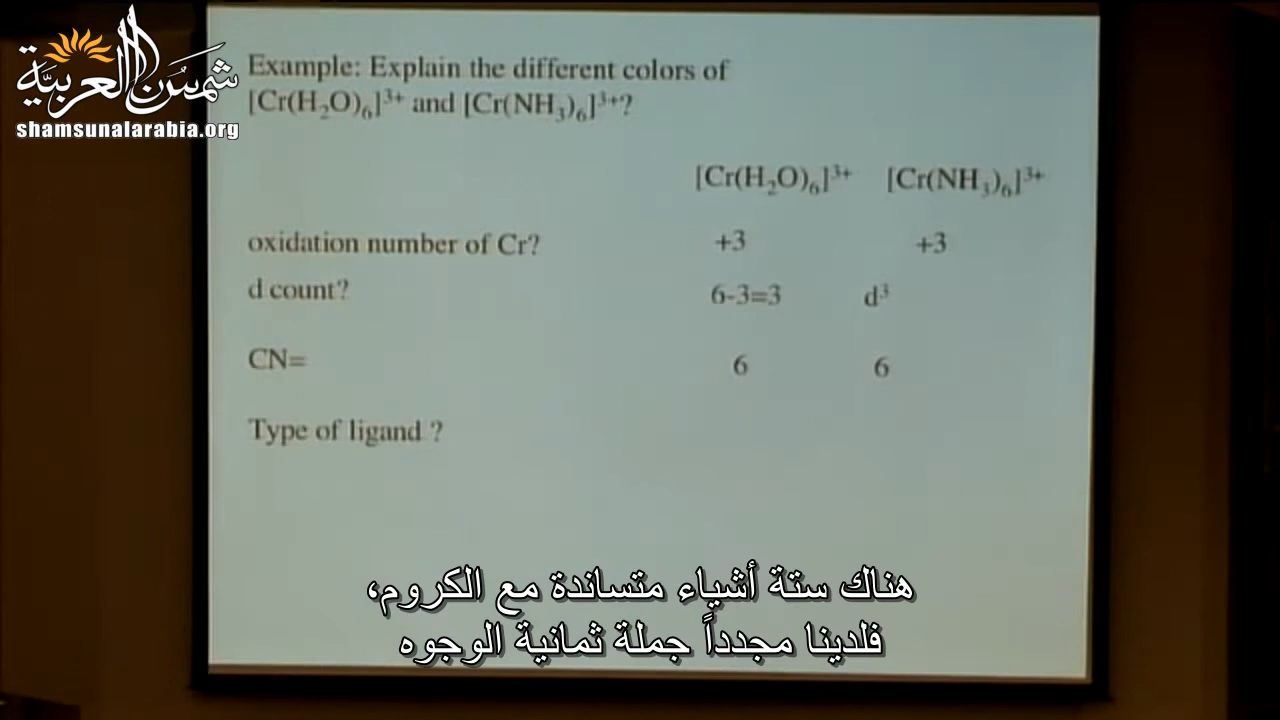 شمس العربية
shamsunalarabia.org
Example: Explain the different colors of
[Cr(H₂O)₆]³⁺ and [Cr(NH₃)₆]³⁺?
[Cr(H₂O)₆]³⁺ [Cr(NH₃)₆]³⁺
oxidation number of Cr? +3 +3
d count? 6-3=3 d³
CN= 6 6
Type of ligand ?
هناك ستة أشياء متساندة مع الكروم،
فلدينا مجدداً جملة ثمانية الوجوه